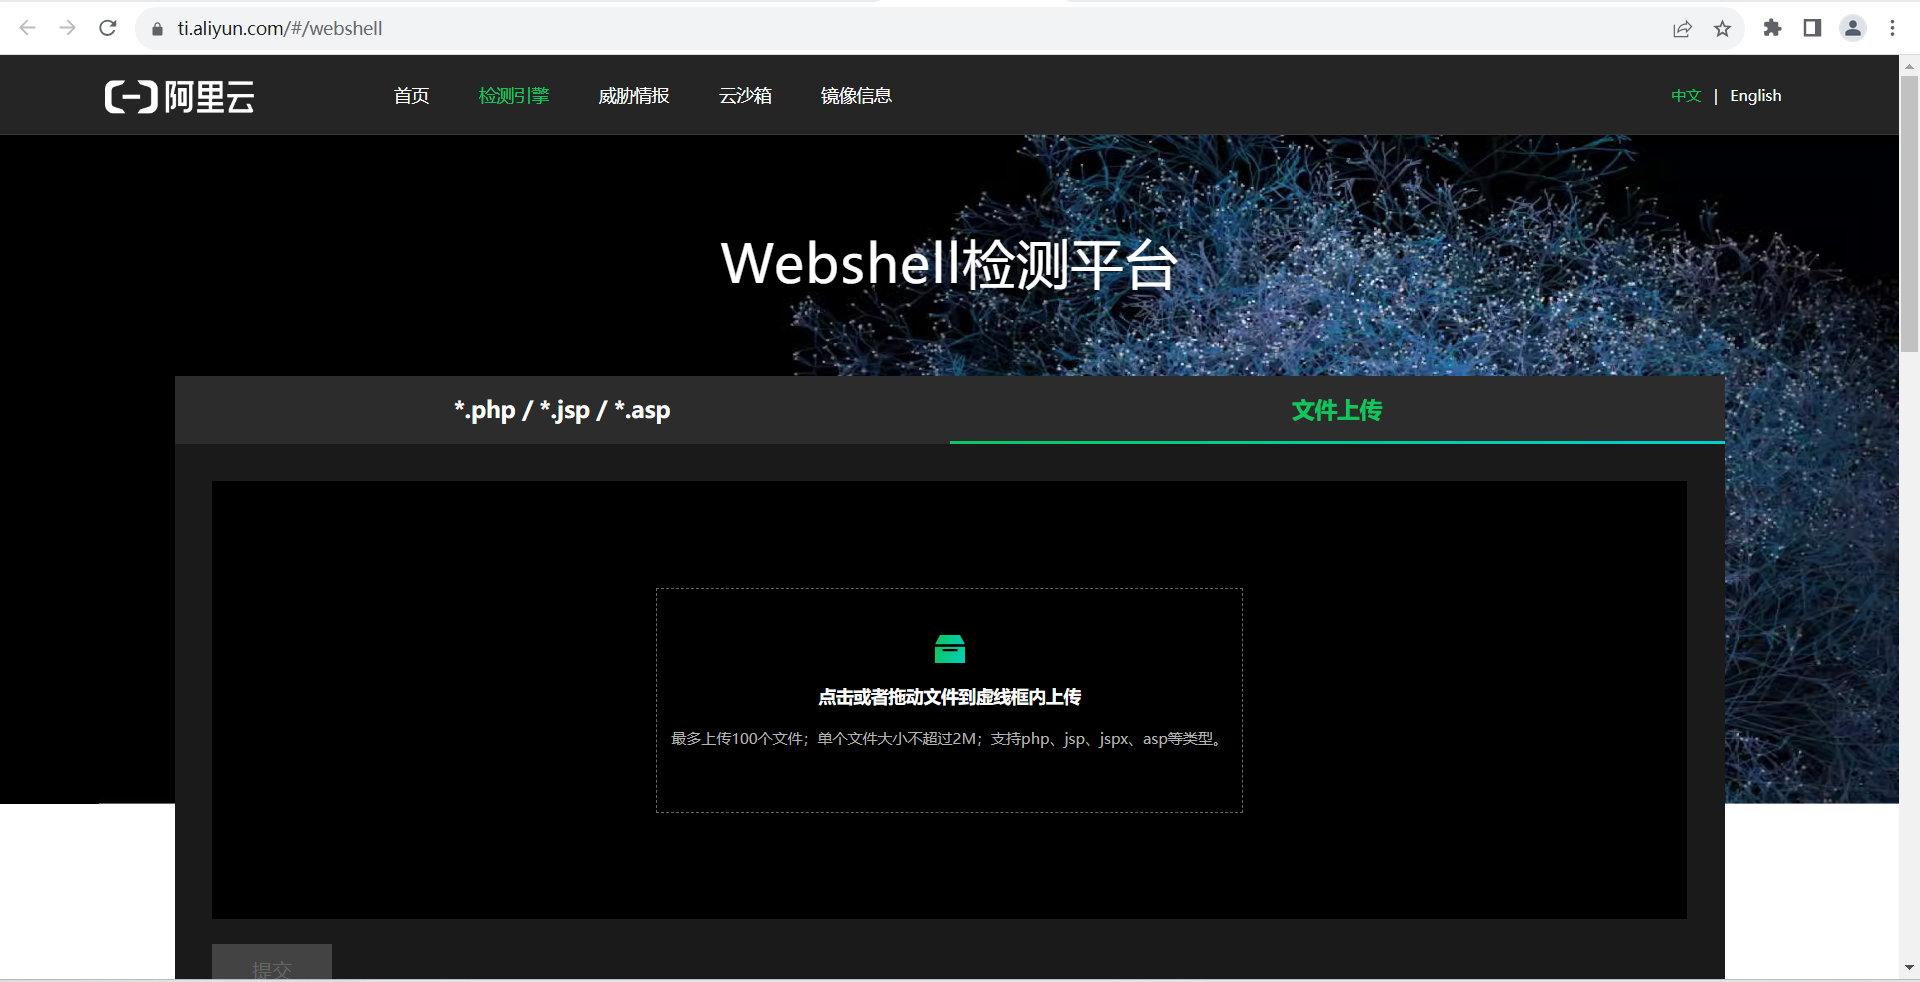 ti.aliyun.com/#/webshell
阿里云
首页 检测引擎 威胁情报 云沙箱 镜像信息 中文 | English
Webshell检测平台
*.php / *.jsp / *.asp 文件上传
点击或者拖动文件到虚线框内上传
最多上传100个文件；单个文件大小不超过2M；支持php、jsp、jspx、asp等类型。
提交